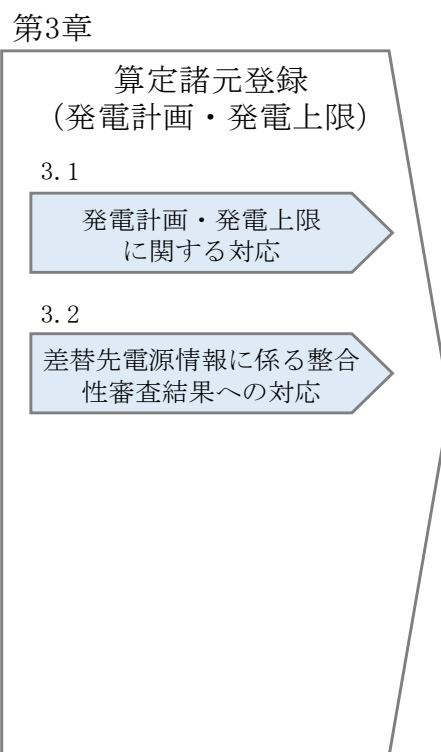 第3章
算定諸元登録
（発電計画・発電上限）
3.1
発電計画・発電上限
に関する対応
3.2
差替先電源情報に係る整合
性審査結果への対応